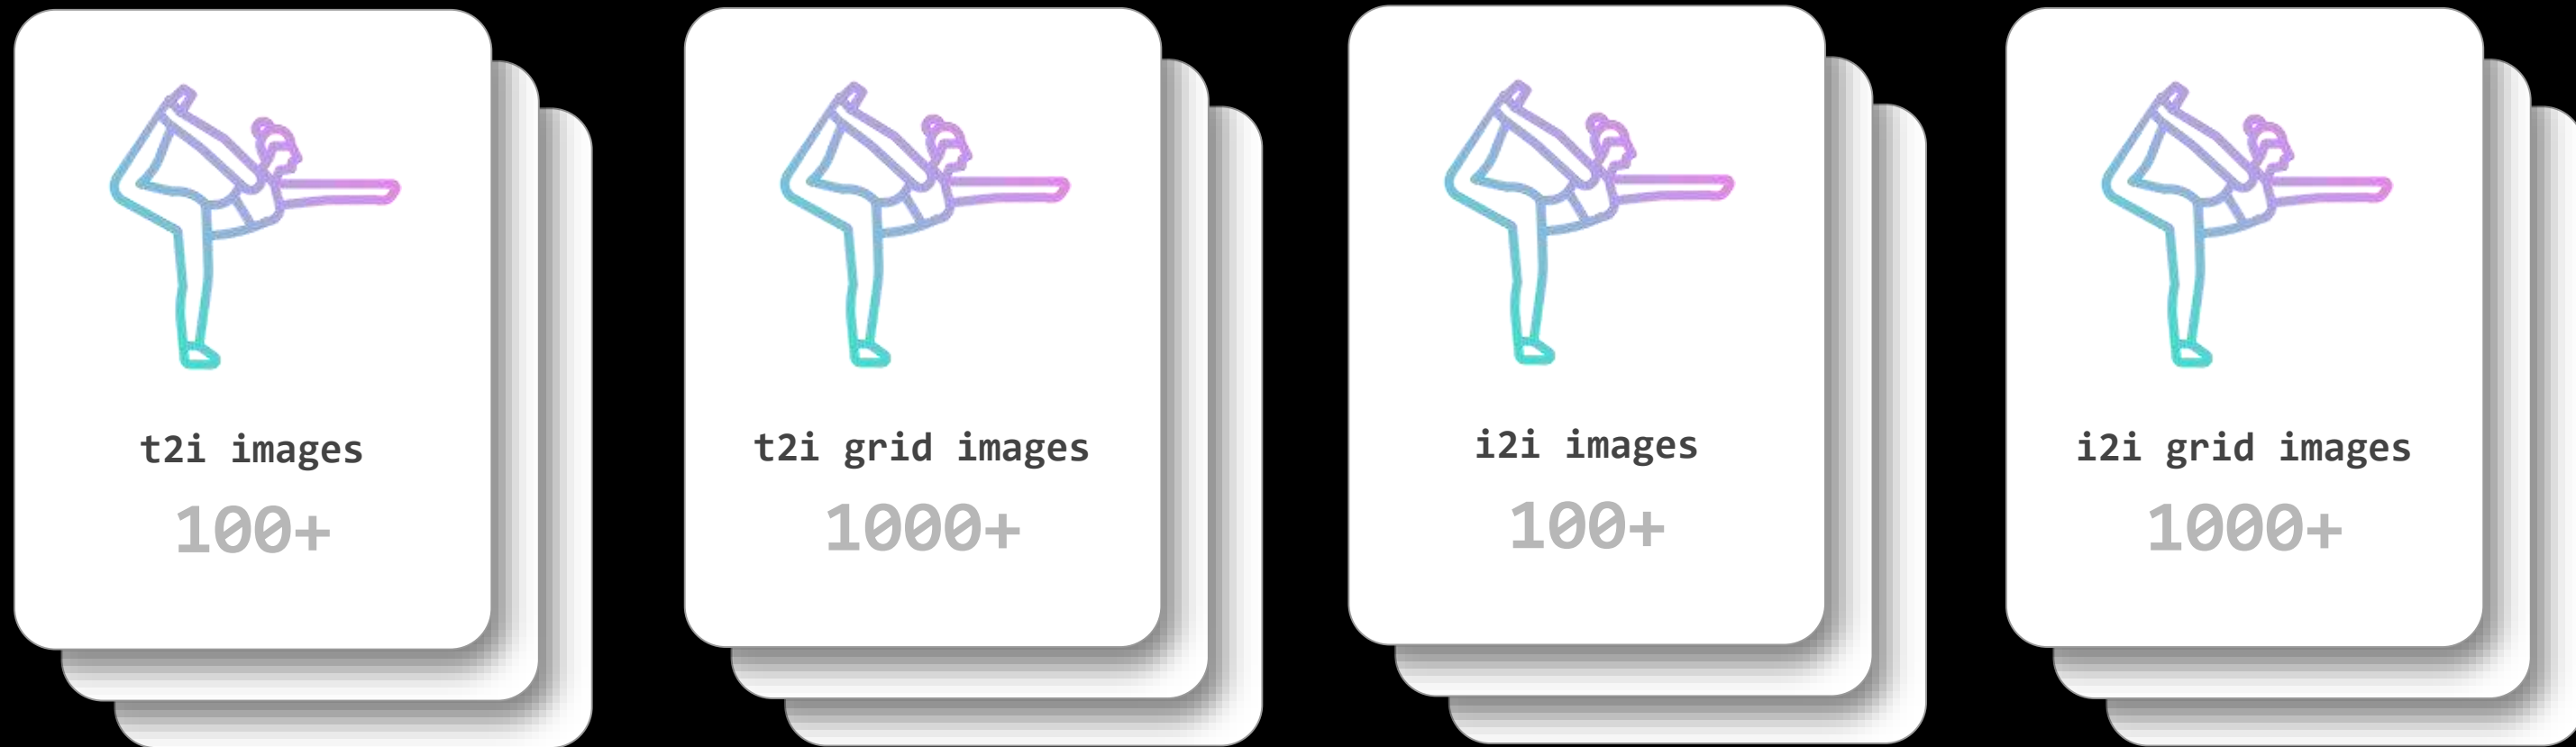 t2i images
100+
t2i grid images
1000+
i2i images
100+
i2i grid images
1000+